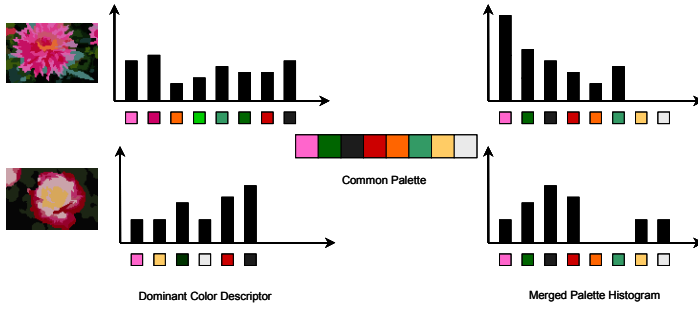 Common Palette
Dominant Color Descriptor
Merged Palette Histogram